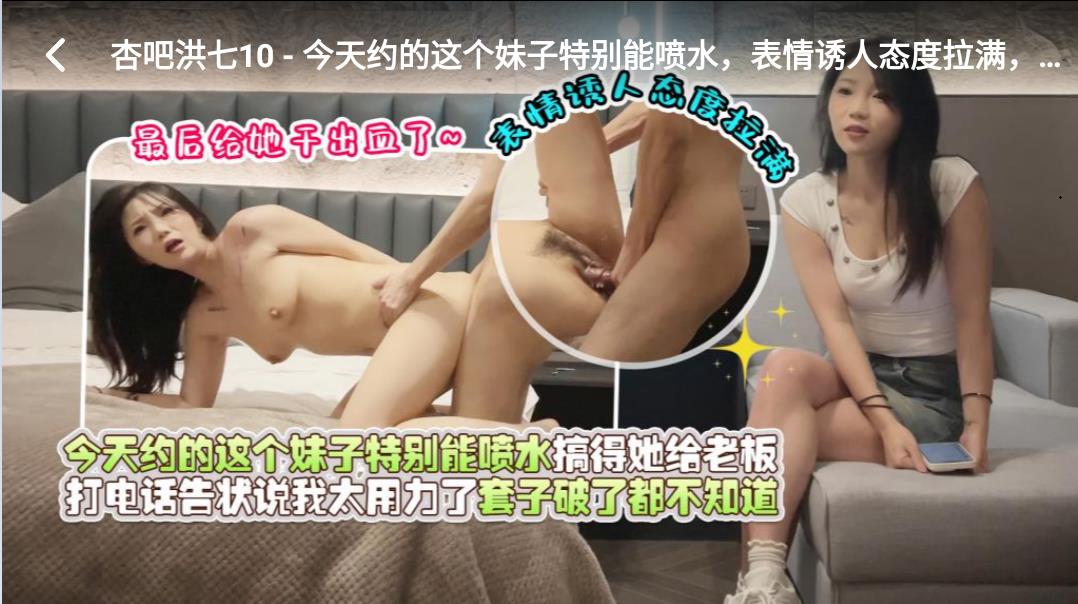 杏吧洪七10 - 今天约的这个妹子特别能喷水，表情诱人态度拉满，...
最后给她干出血了~
表情诱人态度拉满
今天约的这个妹子特别能喷水搞得她给老板
打电话告状说我太用力了套子破了都不知道